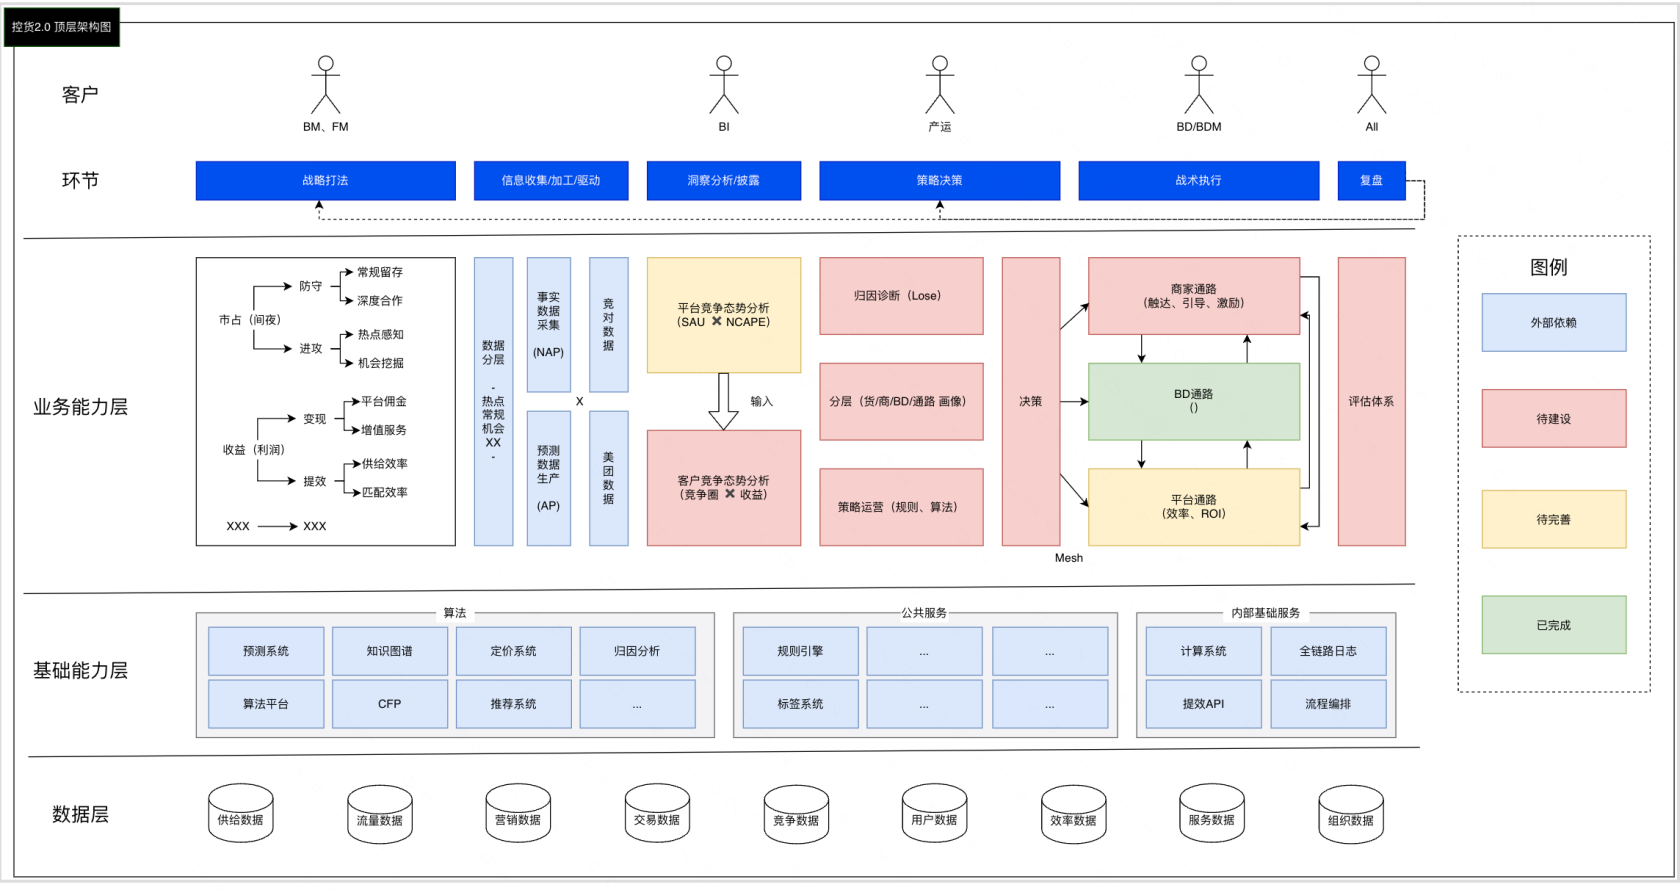 控货2.0 顶层架构图
客户
BM、FM
BI
产运
BD/BDM
All
环节
战略打法
信息收集/加工/驱动
洞察分析/披露
策略决策
战术执行
复盘
业务能力层
市占（间夜）
防守
常规留存
深度合作
进攻
热点感知
机会挖掘
收益（利润）
变现
平台佣金
增值服务
提效
供给效率
匹配效率
XXX
XXX
数据
分层
-
热点
常规
机会
XX
-
事实
数据
采集
(NAP)
竞
对
数
据
X
预测
数据
生产
(AP)
美
团
数
据
平台竞争态势分析
（SAU ✖ NCAPE）
输入
客户竞争态势分析
（竞争圈 ✖ 收益）
归因诊断（Lose）
分层（货/商/BD/通路 画像）
策略运营（规则、算法）
决策
Mesh
商家通路
（触达、引导、激励）
BD通路
（）
平台通路
（效率、ROI）
评估体系
图例
外部依赖
待建设
待完善
已完成
基础能力层
算法
预测系统
知识图谱
定价系统
归因分析
算法平台
CFP
推荐系统
...
公共服务
规则引擎
...
...
标签系统
...
...
内部基础服务
计算系统
全链路日志
提效API
流程编排
数据层
供给数据
流量数据
营销数据
交易数据
竞争数据
用户数据
效率数据
服务数据
组织数据